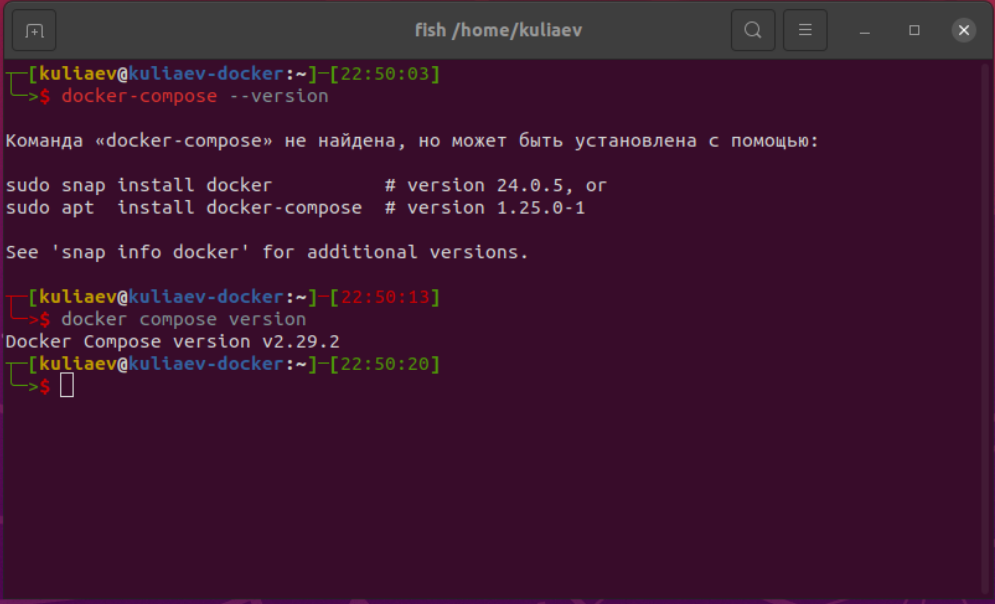 fish /home/kuliaev
┬─[kuliaev@kuliaev-docker:~]─[22:50:03]
╰─>$ docker-compose --version
Команда «docker-compose» не найдена, но может быть установлена с помощью:
sudo snap install docker          # version 24.0.5, or
sudo apt  install docker-compose  # version 1.25.0-1
See 'snap info docker' for additional versions.
┬─[kuliaev@kuliaev-docker:~]─[22:50:13]
╰─>$ docker compose version
Docker Compose version v2.29.2
┬─[kuliaev@kuliaev-docker:~]─[22:50:20]
╰─>$